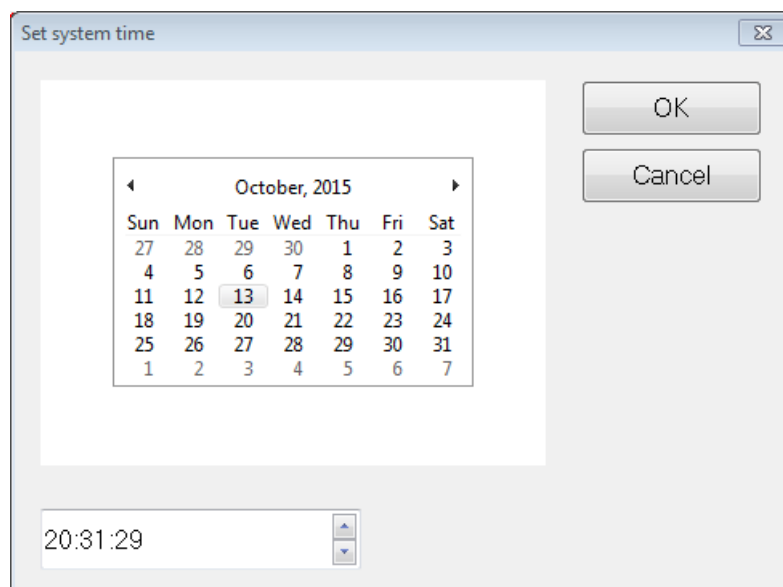 Set system time
OK
Cancel
October, 2015
Sun Mon Tue Wed Thu Fri Sat
27 28 29 30 1 2 3
4 5 6 7 8 9 10
11 12 13 14 15 16 17
18 19 20 21 22 23 24
25 26 27 28 29 30 31
1 2 3 4 5 6 7
20:31:29